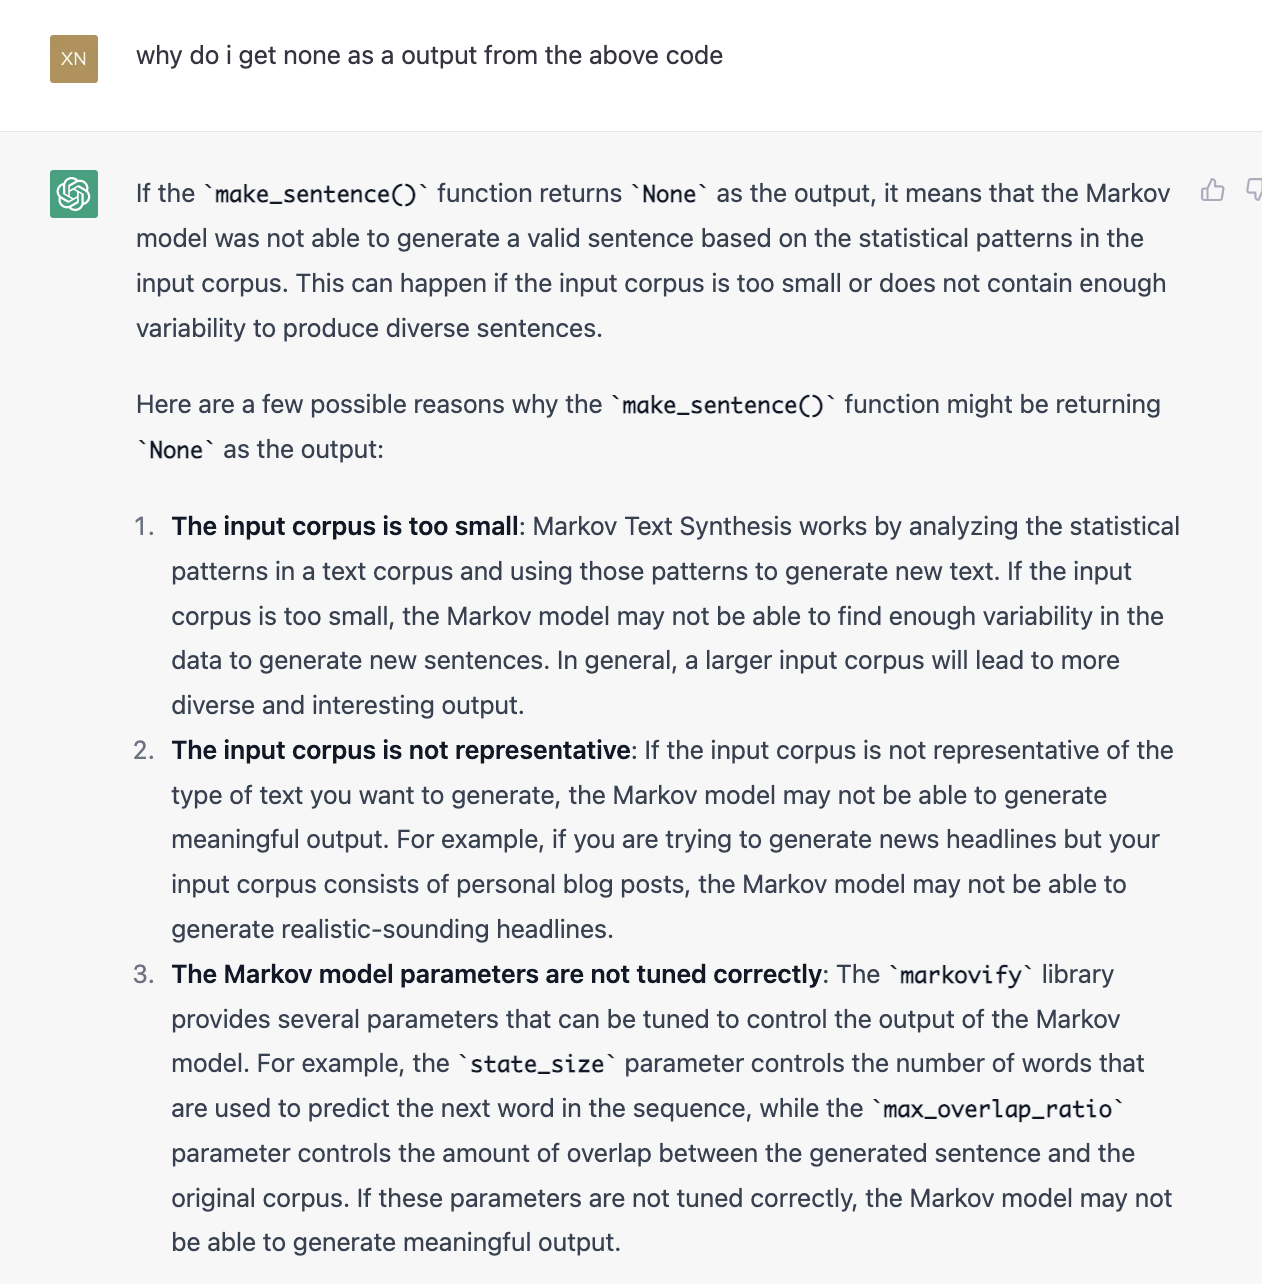 XN
why do i get none as a output from the above code
If the `make_sentence()` function returns `None` as the output, it means that the Markov
model was not able to generate a valid sentence based on the statistical patterns in the
input corpus. This can happen if the input corpus is too small or does not contain enough
variability to produce diverse sentences.
Here are a few possible reasons why the `make_sentence()` function might be returning
`None` as the output:
1. The input corpus is too small: Markov Text Synthesis works by analyzing the statistical
patterns in a text corpus and using those patterns to generate new text. If the input
corpus is too small, the Markov model may not be able to find enough variability in the
data to generate new sentences. In general, a larger input corpus will lead to more
diverse and interesting output.
2. The input corpus is not representative: If the input corpus is not representative of the
type of text you want to generate, the Markov model may not be able to generate
meaningful output. For example, if you are trying to generate news headlines but your
input corpus consists of personal blog posts, the Markov model may not be able to
generate realistic-sounding headlines.
3. The Markov model parameters are not tuned correctly: The `markovify` library
provides several parameters that can be tuned to control the output of the Markov
model. For example, the `state_size` parameter controls the number of words that
are used to predict the next word in the sequence, while the `max_overlap_ratio`
parameter controls the amount of overlap between the generated sentence and the
original corpus. If these parameters are not tuned correctly, the Markov model may not
be able to generate meaningful output.